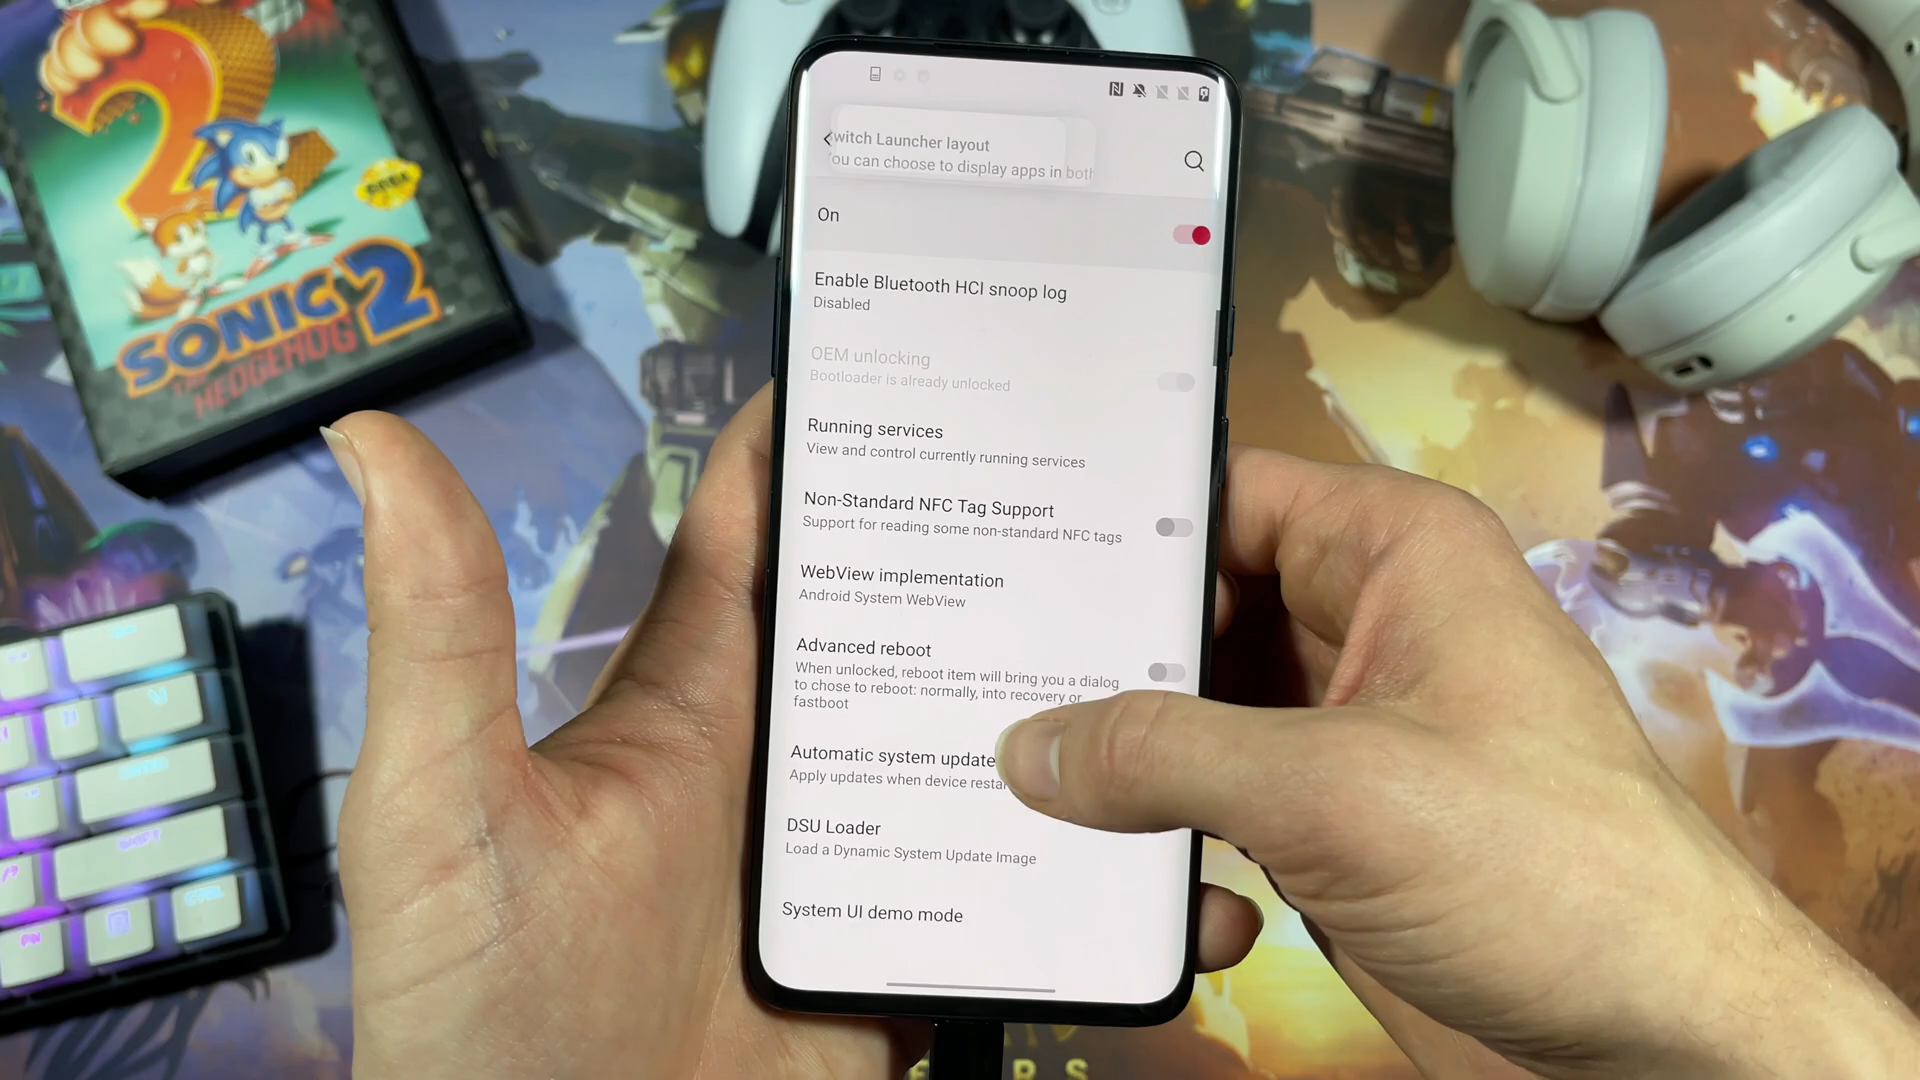 2
SEGA
SONIC 2
THE
HEDGEHOG
witch Launcher layout
ou can choose to display apps in both
On
Enable Bluetooth HCI snoop log
Disabled
OEM unlocking
Bootloader is already unlocked
Running services
View and control currently running services
Non-Standard NFC Tag Support
Support for reading some non-standard NFC tags
WebView implementation
Android System WebView
Advanced reboot
When unlocked, reboot item will bring you a dialog
to chose to reboot: normally, into recovery or
fastboot
Automatic system update
Apply updates when device resta
DSU Loader
Load a Dynamic System Update Image
System UI demo mode
E R S